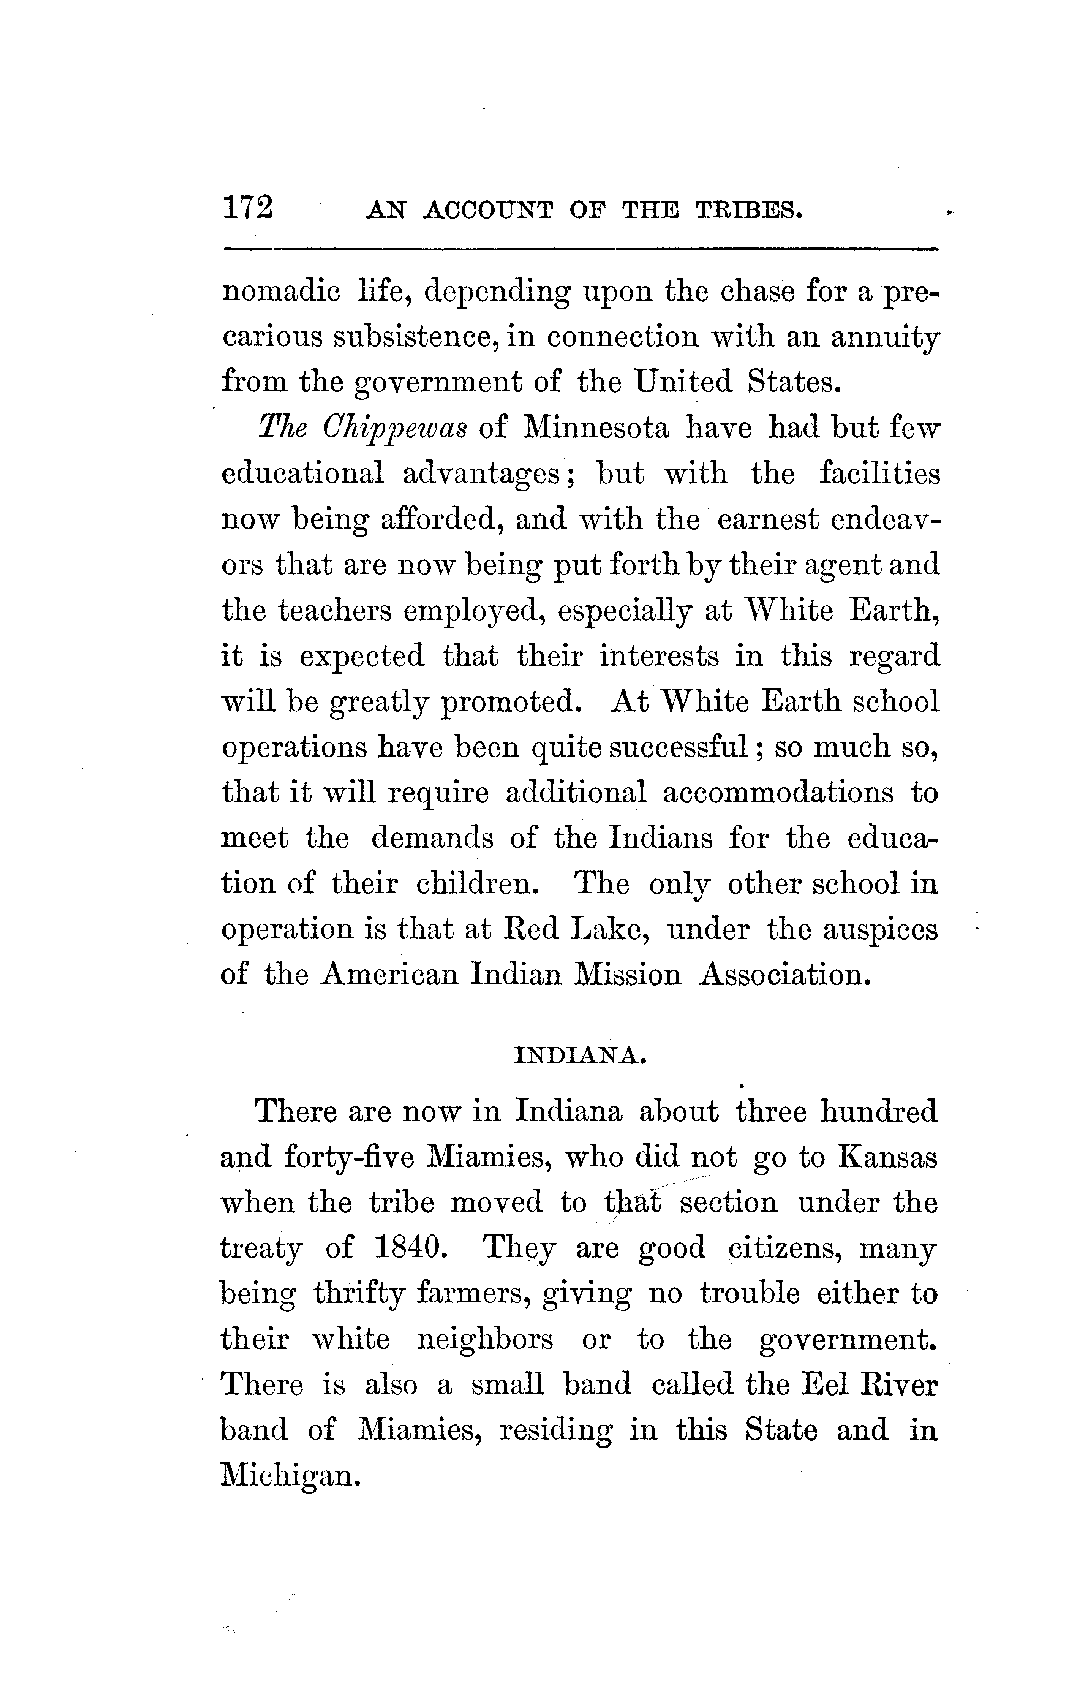 172 AN ACCOUNT OF THE TRIBES.
nomadic life, depending upon the chase for a pre-
carious subsistence, in connection with an annuity
from the government of the United States.
The Chippewas of Minnesota have had but few
educational advantages; but with the facilities
now being afforded, and with the earnest endeav-
ors that are now being put forth by their agent and
the teachers employed, especially at White Earth,
it is expected that their interests in this regard
will be greatly promoted. At White Earth school
operations have been quite successful; so much so,
that it will require additional accommodations to
meet the demands of the Indians for the educa-
tion of their children. The only other school in
operation is that at Red Lake, under the auspices
of the American Indian Mission Association.
INDIANA.
There are now in Indiana about three hundred
and forty-five Miamies, who did not go to Kansas
when the tribe moved to that section under the
treaty of 1840. They are good citizens, many
being thrifty farmers, giving no trouble either to
their white neighbors or to the government.
There is also a small band called the Eel River
band of Miamies, residing in this State and in
Michigan.